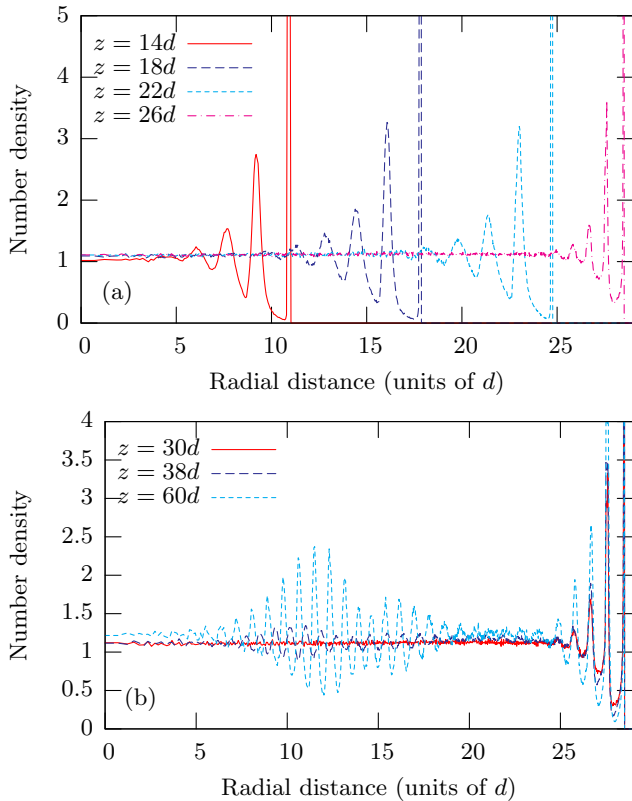 5
4
3
2
1
0
Number density
z = 14d
z = 18d
z = 22d
z = 26d
(a)
0 5 10 15 20 25
Radial distance (units of d)
4
3.5
3
2.5
2
1.5
1
0.5
0
Number density
z = 30d
z = 38d
z = 60d
(b)
0 5 10 15 20 25
Radial distance (units of d)